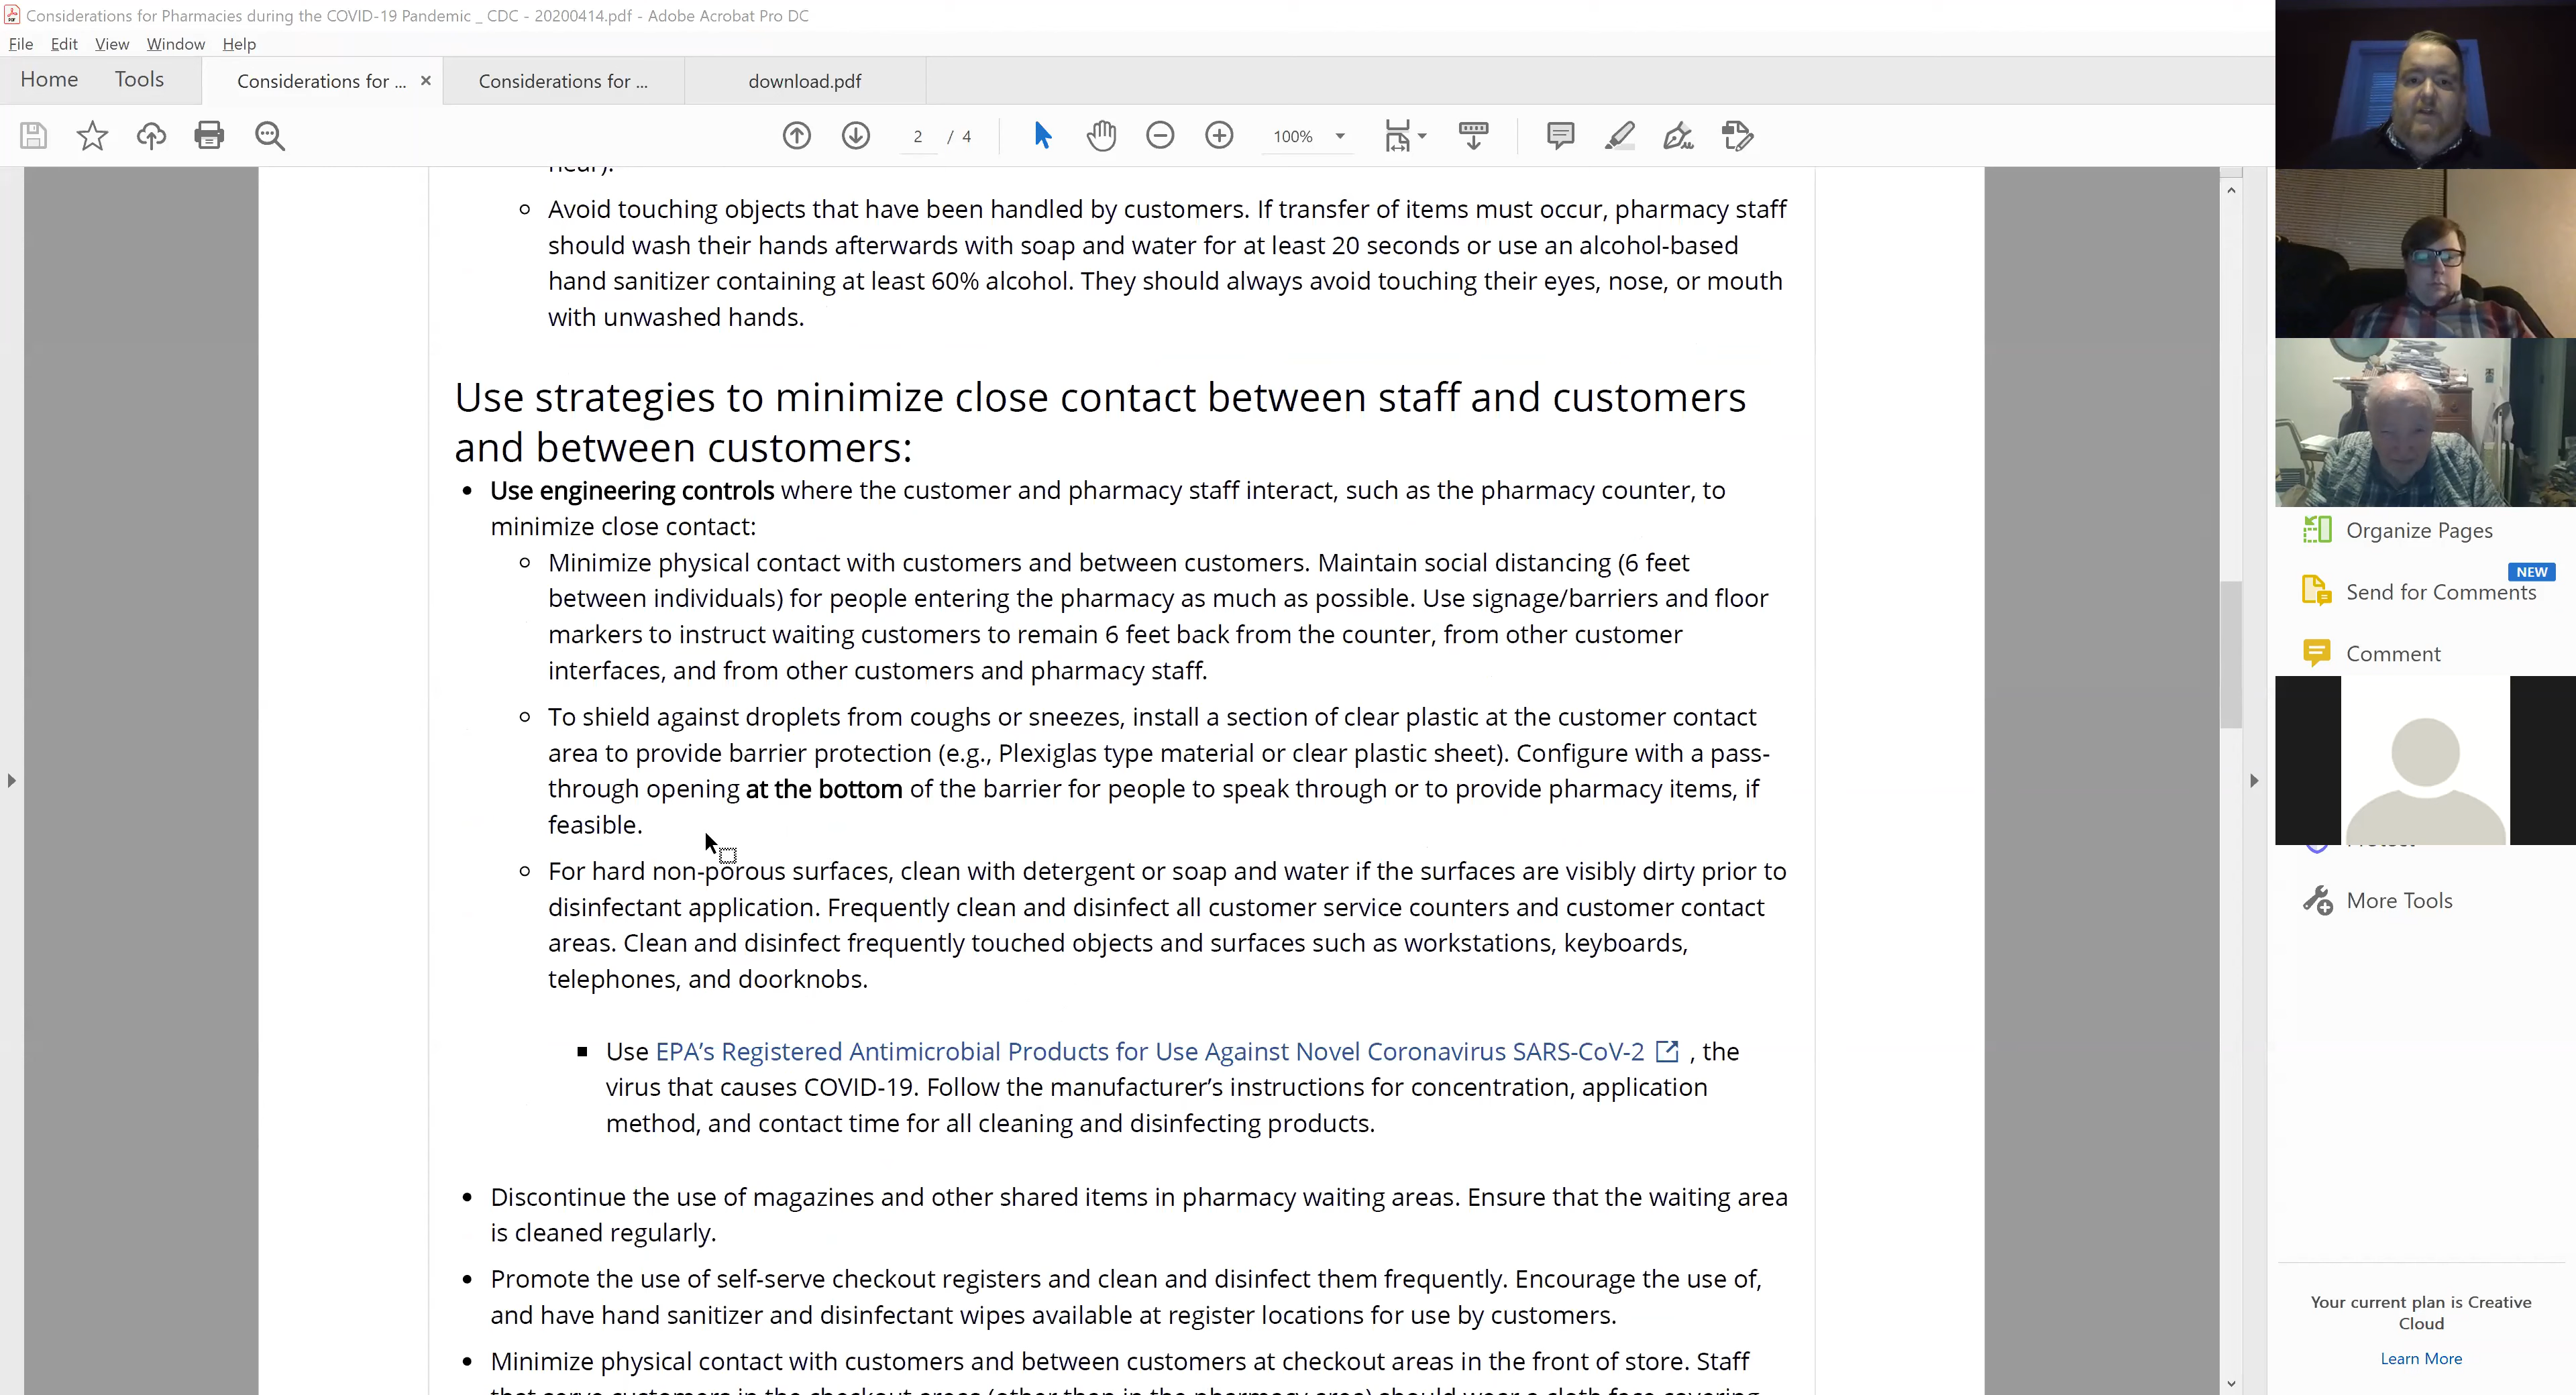 Considerations for Pharmacies during the COVID-19 Pandemic _ CDC - 20200414.pdf - Adobe Acrobat Pro DC
File Edit View Window Help
Home Tools Considerations for ... × Considerations for ... download.pdf
2 / 4 100%
near).
Avoid touching objects that have been handled by customers. If transfer of items must occur, pharmacy staff
should wash their hands afterwards with soap and water for at least 20 seconds or use an alcohol-based
hand sanitizer containing at least 60% alcohol. They should always avoid touching their eyes, nose, or mouth
with unwashed hands.
Use strategies to minimize close contact between staff and customers
and between customers:
Use engineering controls where the customer and pharmacy staff interact, such as the pharmacy counter, to
minimize close contact:
Minimize physical contact with customers and between customers. Maintain social distancing (6 feet
between individuals) for people entering the pharmacy as much as possible. Use signage/barriers and floor
markers to instruct waiting customers to remain 6 feet back from the counter, from other customer
interfaces, and from other customers and pharmacy staff.
To shield against droplets from coughs or sneezes, install a section of clear plastic at the customer contact
area to provide barrier protection (e.g., Plexiglas type material or clear plastic sheet). Configure with a pass-
through opening at the bottom of the barrier for people to speak through or to provide pharmacy items, if
feasible.
For hard non-porous surfaces, clean with detergent or soap and water if the surfaces are visibly dirty prior to
disinfectant application. Frequently clean and disinfect all customer service counters and customer contact
areas. Clean and disinfect frequently touched objects and surfaces such as workstations, keyboards,
telephones, and doorknobs.
Use EPA’s Registered Antimicrobial Products for Use Against Novel Coronavirus SARS-CoV-2 , the
virus that causes COVID-19. Follow the manufacturer’s instructions for concentration, application
method, and contact time for all cleaning and disinfecting products.
Discontinue the use of magazines and other shared items in pharmacy waiting areas. Ensure that the waiting area
is cleaned regularly.
Promote the use of self-serve checkout registers and clean and disinfect them frequently. Encourage the use of,
and have hand sanitizer and disinfectant wipes available at register locations for use by customers.
Minimize physical contact with customers and between customers at checkout areas in the front of store. Staff
that serve customers in the checkout areas (other than in the pharmacy area) should wear a cloth face covering
Organize Pages
NEW
Send for Comments
Comment
Protect
More Tools
Your current plan is Creative
Cloud
Learn More